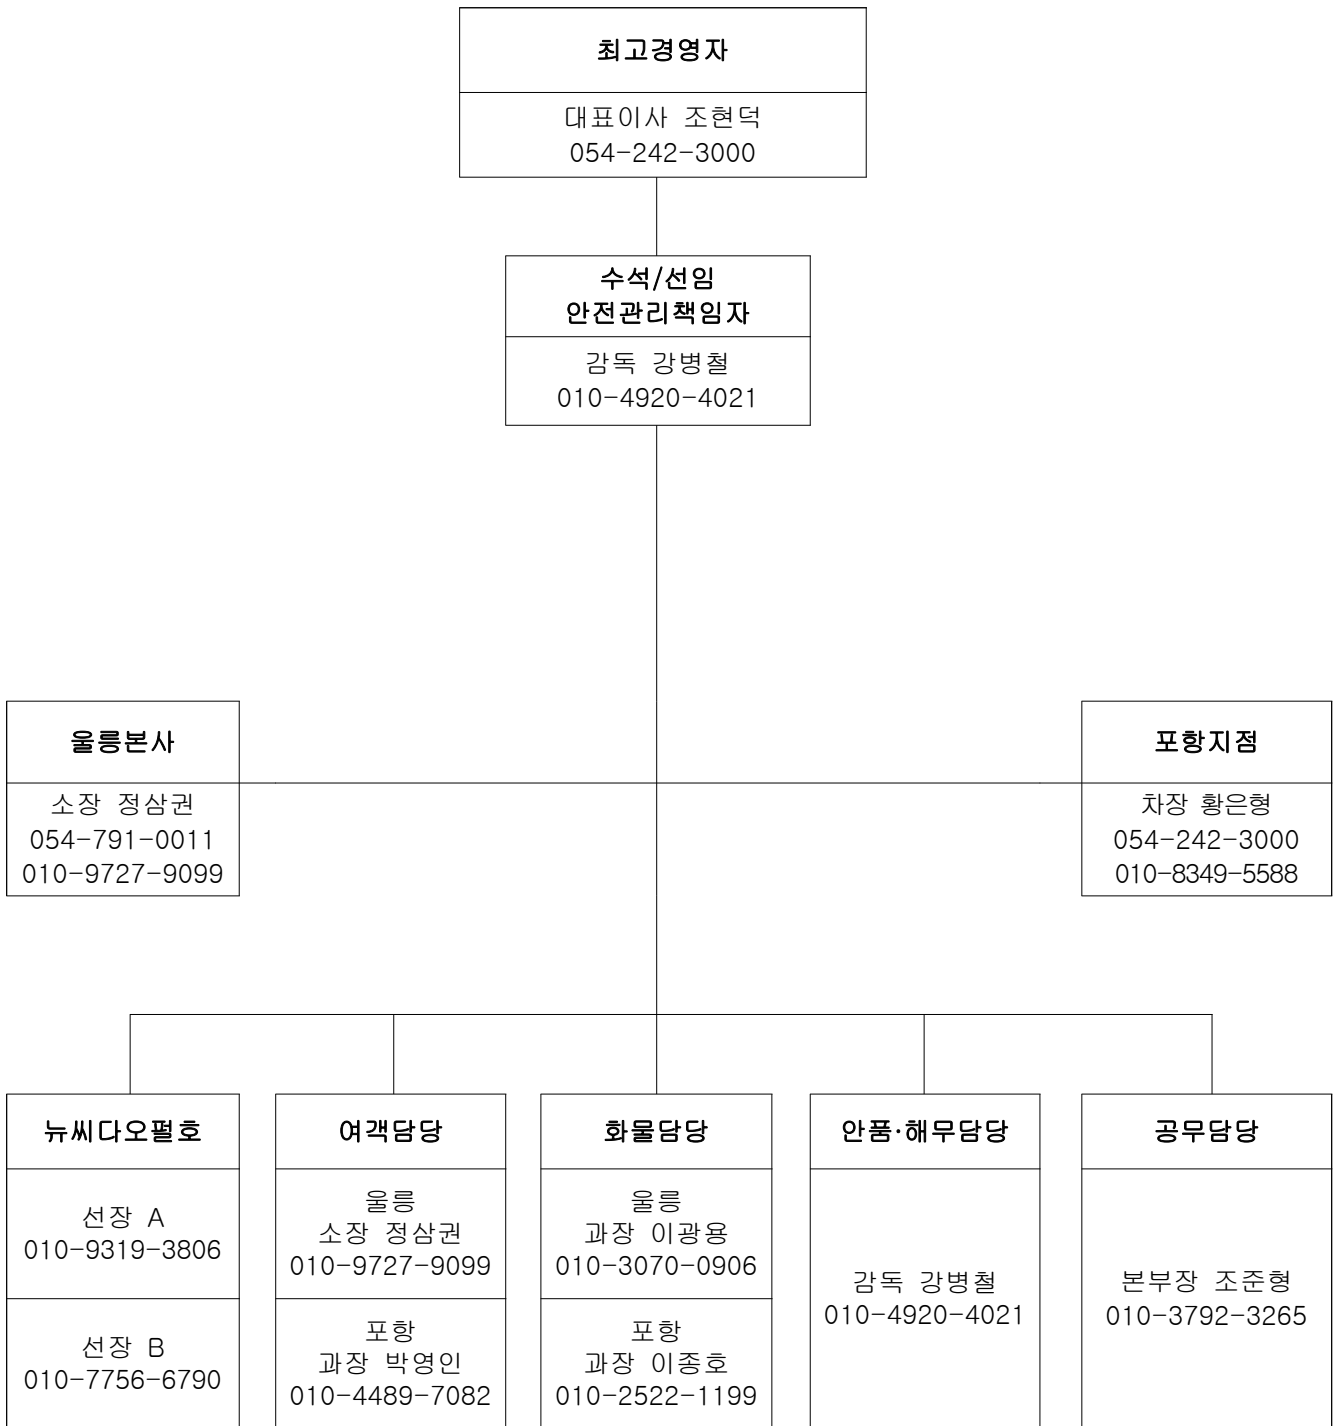 최고경영자
대표이사 조현덕
054-242-3000
수석/선임
안전관리책임자
감독 강병철
010-4920-4021
울릉본사
소장 정삼권
054-791-0011
010-9727-9099
포항지점
차장 황은형
054-242-3000
010-8349-5588
뉴씨다오펄호
선장 A
010-9319-3806
선장 B
010-7756-6790
여객담당
울릉
소장 정삼권
010-9727-9099
포항
과장 박영인
010-4489-7082
화물담당
울릉
과장 이광용
010-3070-0906
포항
과장 이종호
010-2522-1199
안품·해무담당
감독 강병철
010-4920-4021
공무담당
본부장 조준형
010-3792-3265